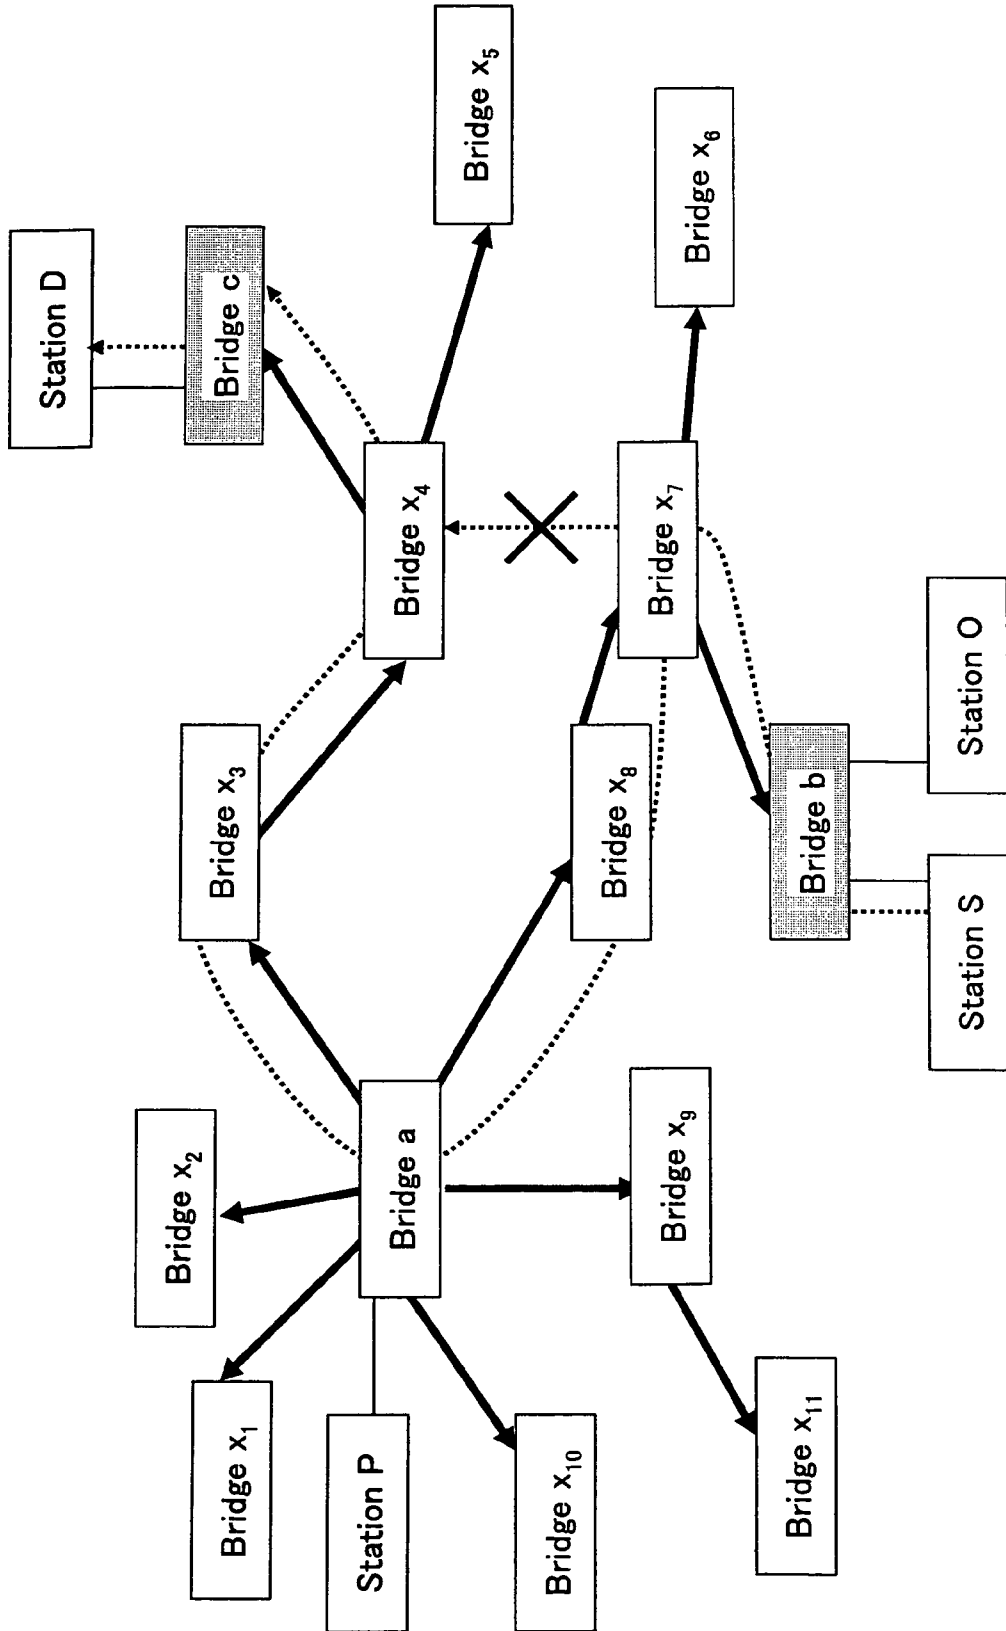 Station D
Bridge c
Bridge x5
Bridge x4
Bridge x6
Bridge x7
Bridge x3
Bridge x8
Bridge b
Station O
Station S
Bridge x2
Bridge a
Bridge x9
Bridge x1
Station P
Bridge x10
Bridge x11